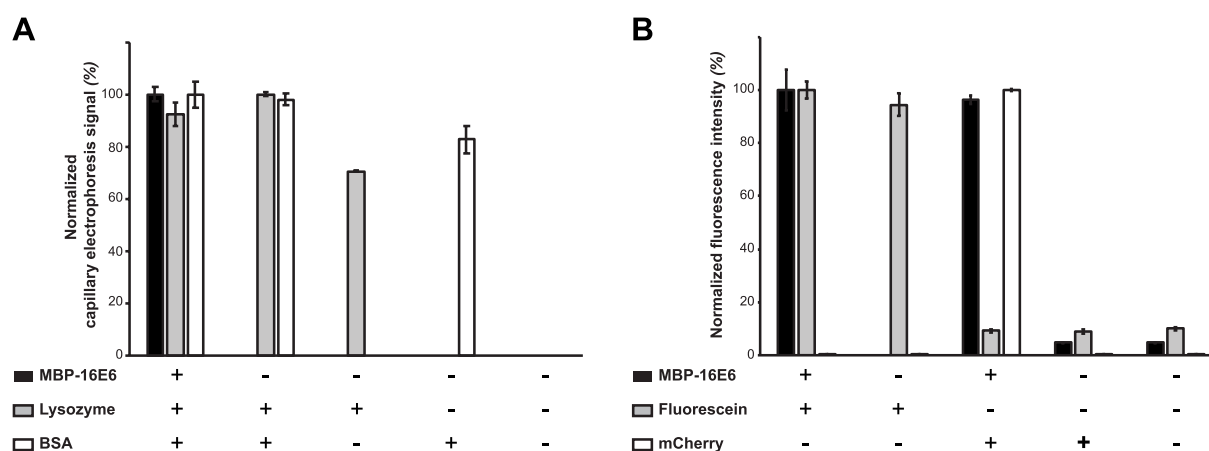 A
Normalized
capillary electrophoresis signal (%)
100
80
60
40
20
0
MBP-16E6 + - - - -
Lysozyme + + + - -
BSA + + - + -
B
Normalized fluorescence intensity (%)
100
80
60
40
20
0
MBP-16E6 + - + - -
Fluorescein + + - - -
mCherry - - + + -